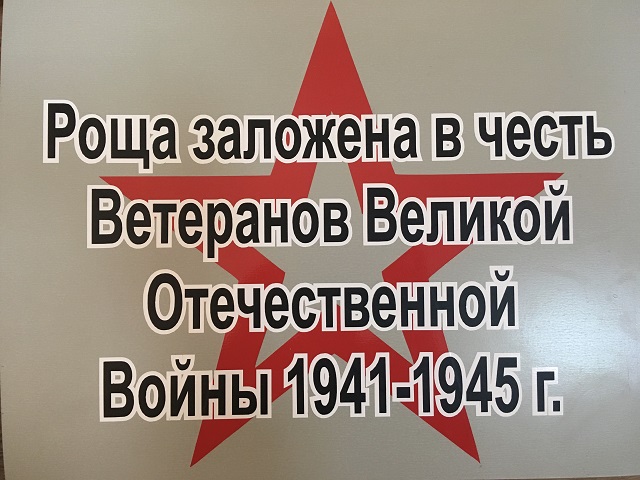 Роща заложена в честь
Ветеранов Великой
Отечественной
Войны 1941-1945 г.